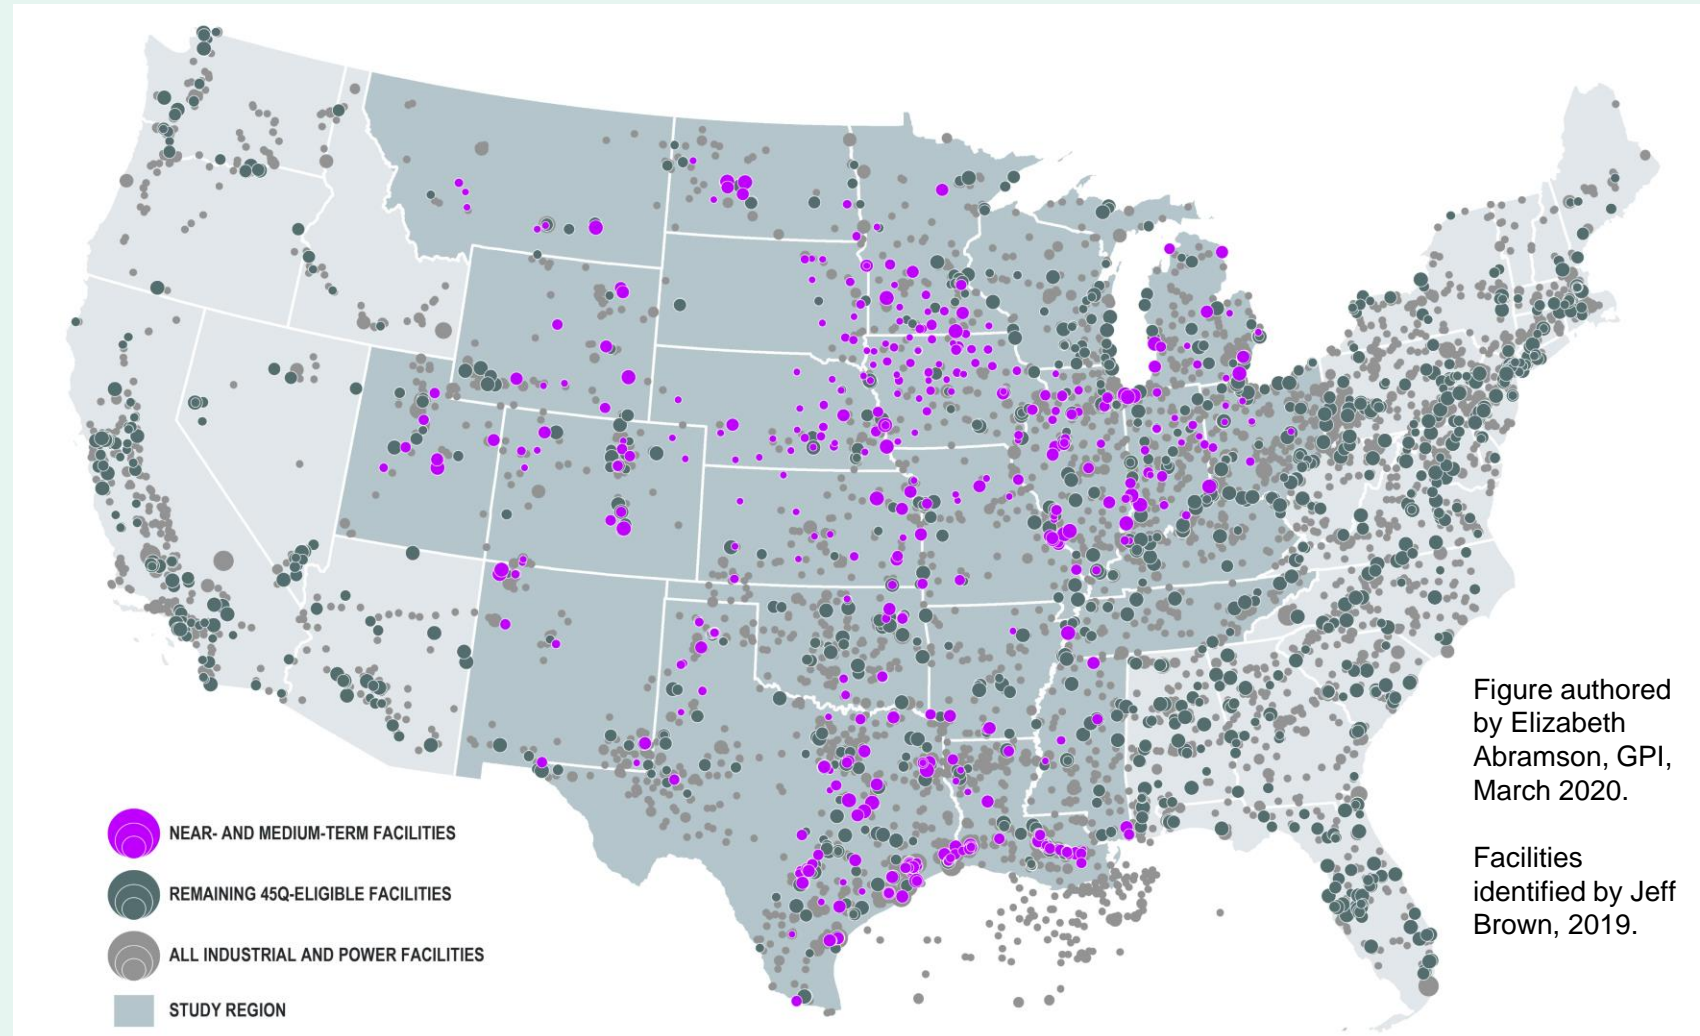 Figure authored
by Elizabeth
Abramson, GPI,
March 2020.
Facilities
identified by Jeff
Brown, 2019.
NEAR- AND MEDIUM-TERM FACILITIES
REMAINING 45Q-ELIGIBLE FACILITIES
ALL INDUSTRIAL AND POWER FACILITIES
STUDY REGION